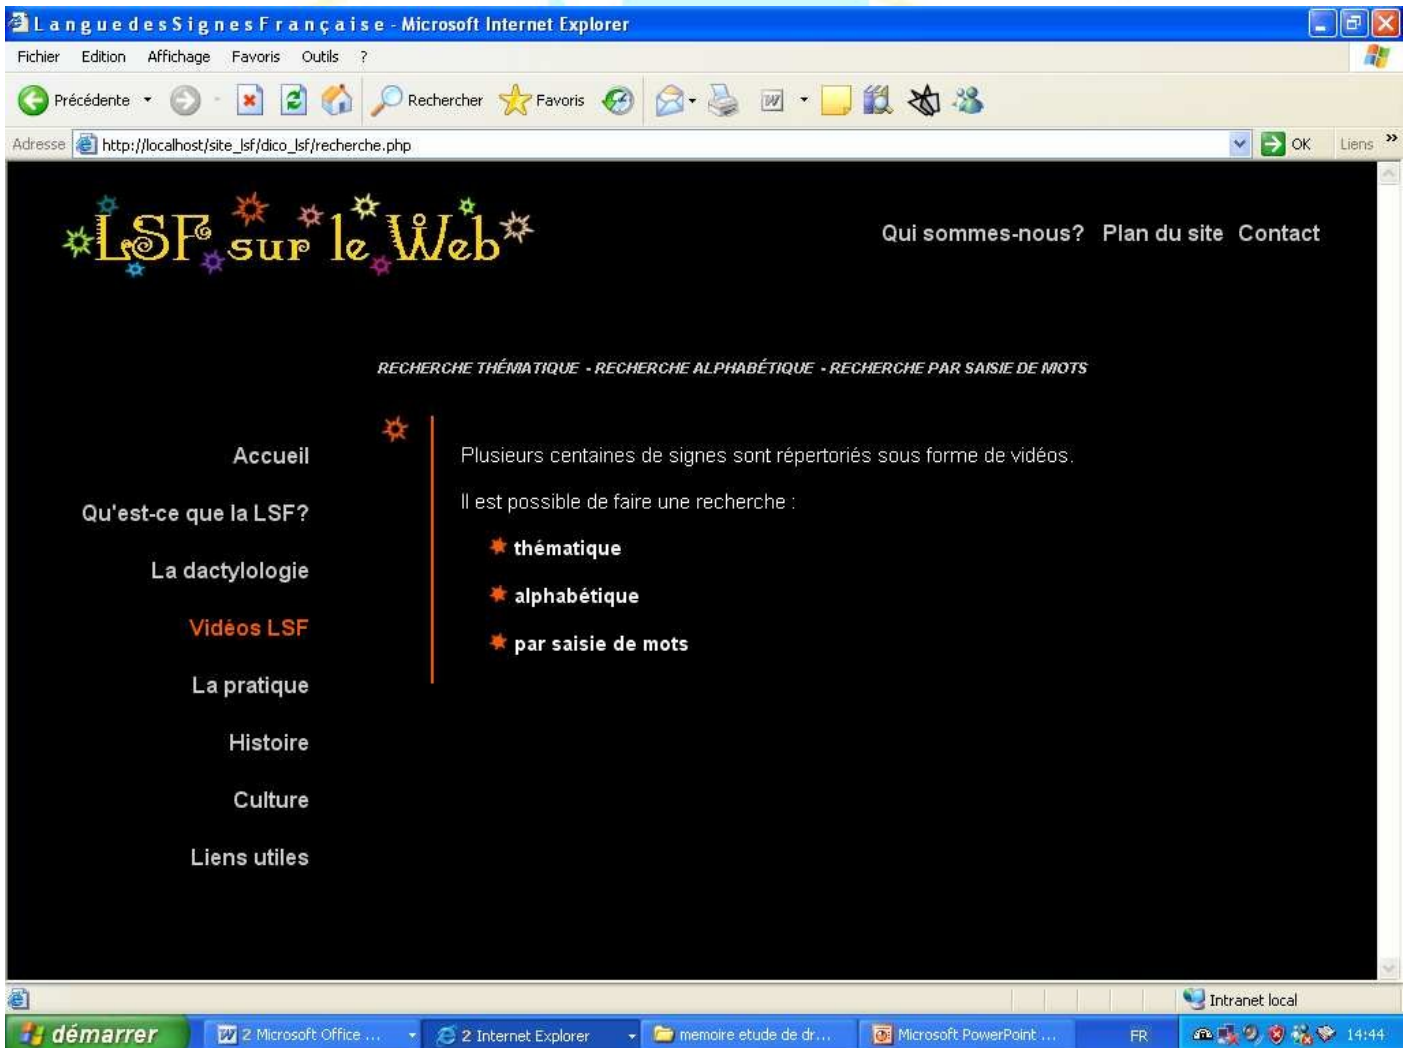 L a n g u e d e s S i g n e s F r a n ç a i s e - Microsoft Internet Explorer
Fichier Edition Affichage Favoris Outils ?
Précédente Rechercher Favoris
Adresse http://localhost/site_lsf/dico_lsf/recherche.php OK Liens »
LSF sur le Web
Qui sommes-nous? Plan du site Contact
RECHERCHE THÉMATIQUE - RECHERCHE ALPHABÉTIQUE - RECHERCHE PAR SAISIE DE MOTS
Accueil
Qu'est-ce que la LSF?
La dactylologie
Vidéos LSF
La pratique
Histoire
Culture
Liens utiles
Plusieurs centaines de signes sont répertoriés sous forme de vidéos.
Il est possible de faire une recherche :
thématique
alphabétique
par saisie de mots
Intranet local
démarrer 2 Microsoft Office ... 2 Internet Explorer memoire etude de dr... Microsoft PowerPoint ... FR 14:44